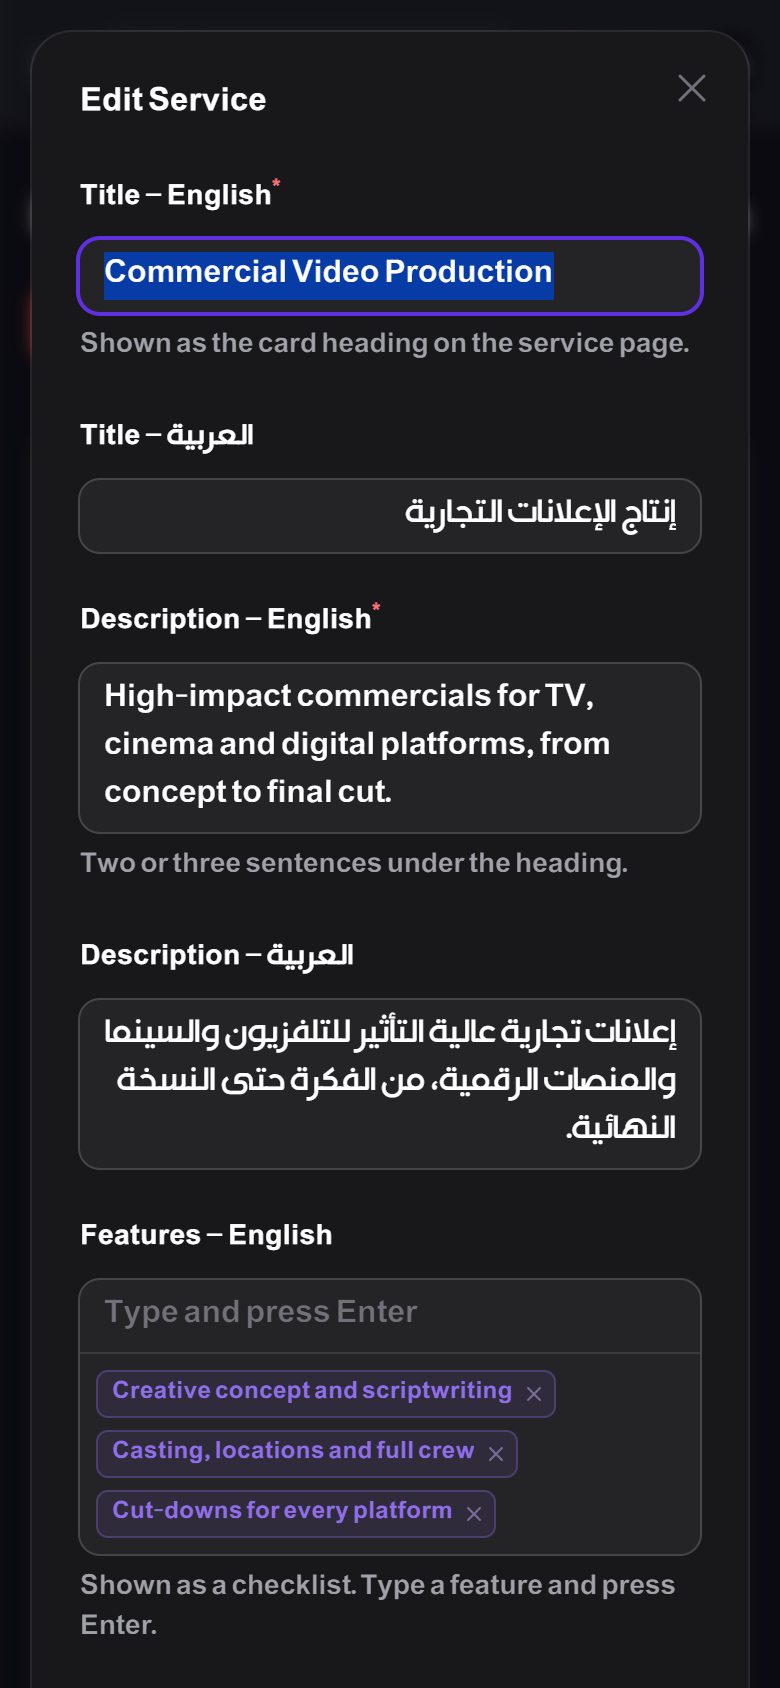 Edit Service
Title – English*
Commercial Video Production
Shown as the card heading on the service page.
Title – العربية
إنتاج الإعلانات التجارية
Description – English*
High-impact commercials for TV,
cinema and digital platforms, from
concept to final cut.
Two or three sentences under the heading.
Description – العربية
إعلانات تجارية عالية التأثير للتلفزيون والسينما
والمنصات الرقمية، من الفكرة حتى النسخة
النهائية.
Features – English
Type and press Enter
Creative concept and scriptwriting
Casting, locations and full crew
Cut-downs for every platform
Shown as a checklist. Type a feature and press
Enter.